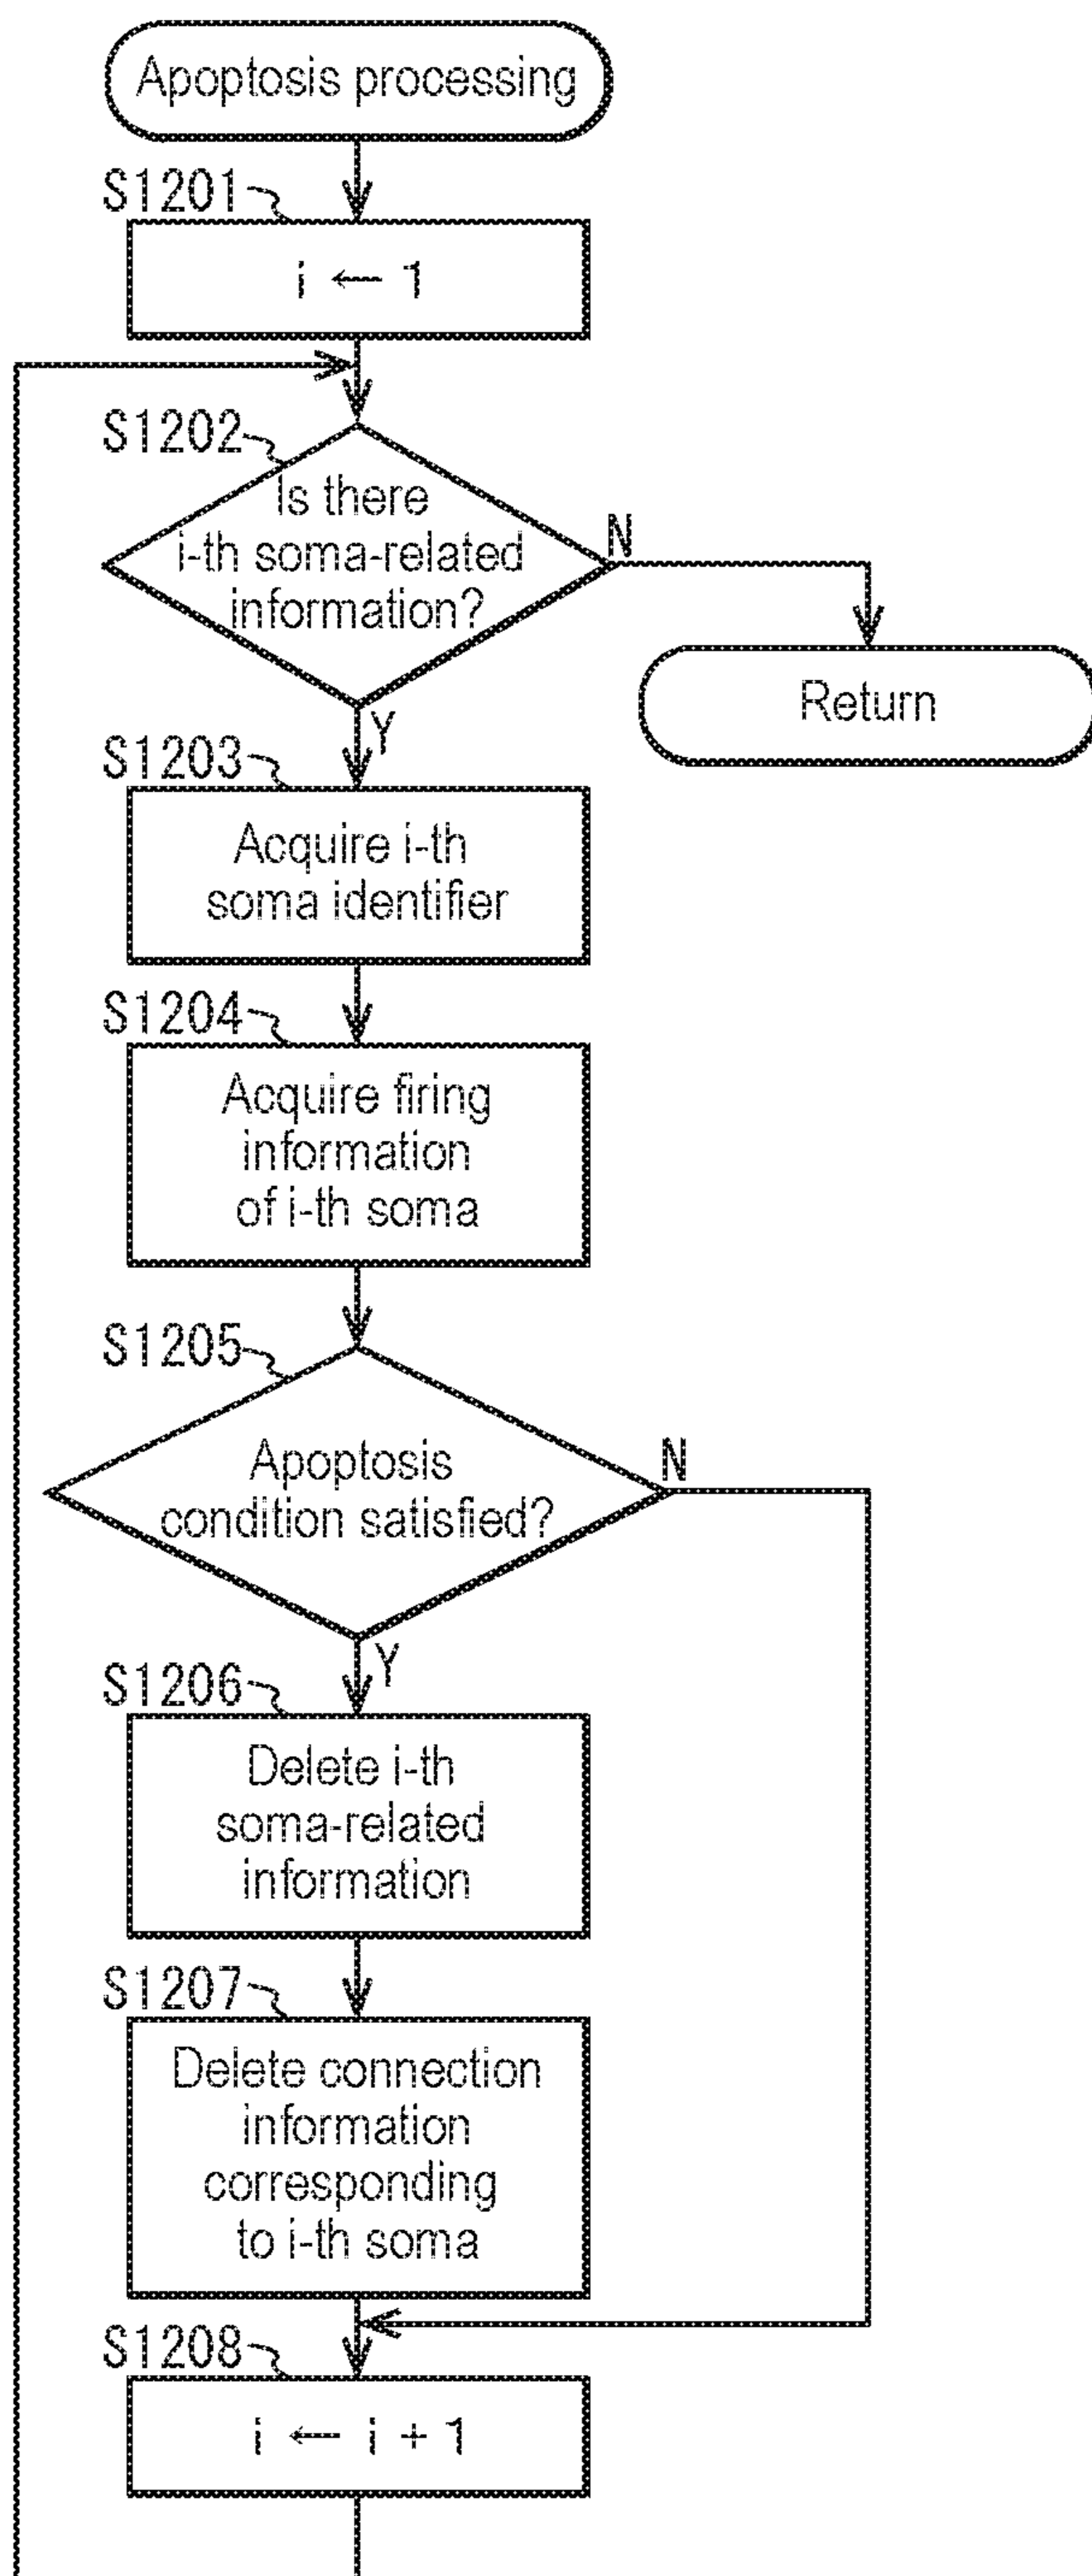 Apoptosis processing
S1201
i ← 1
S1202
Is there
i-th soma-related
information?
N
Return
Y
S1203
Acquire i-th
soma identifier
S1204
Acquire firing
information
of i-th soma
S1205
Apoptosis
condition satisfied?
N
Y
S1206
Delete i-th
soma-related
information
S1207
Delete connection
information
corresponding
to i-th soma
S1208
i ← i + 1